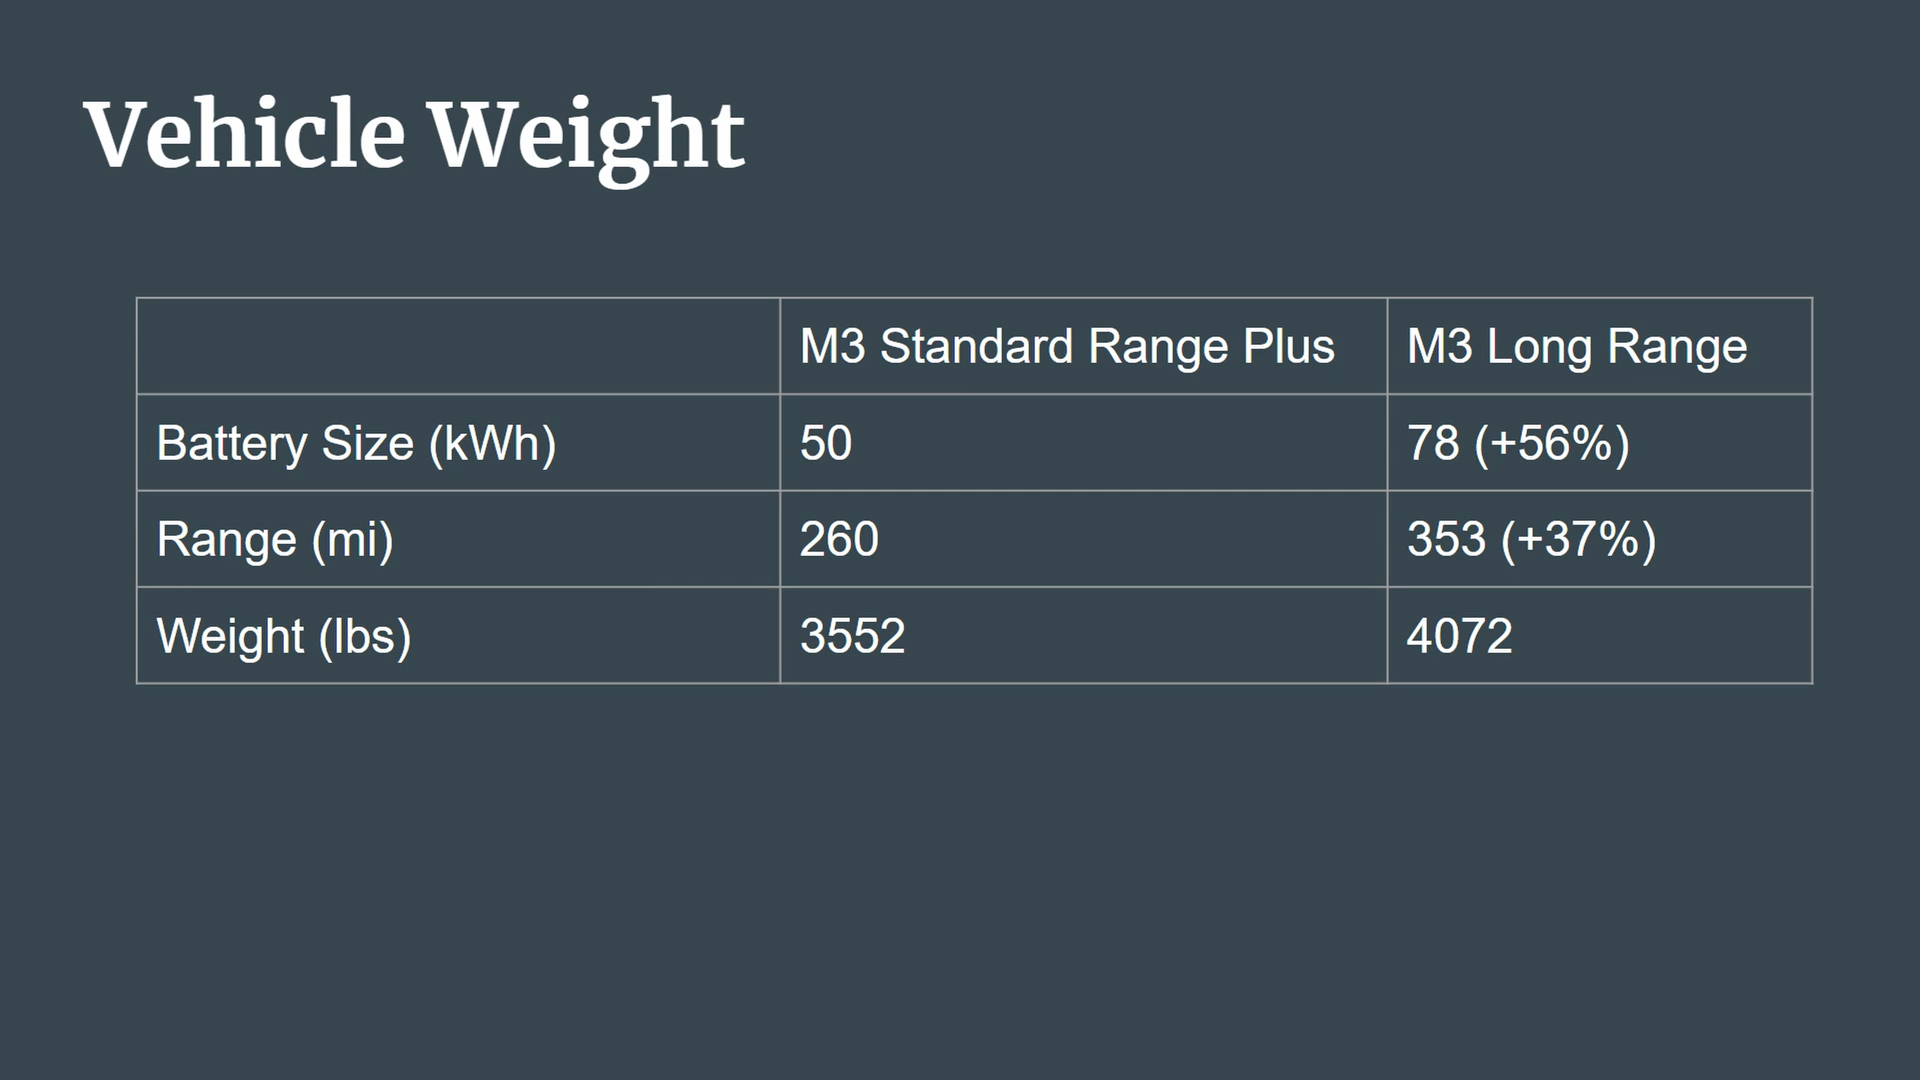 Vehicle Weight
M3 Standard Range Plus M3 Long Range
Battery Size (kWh) 50 78 (+56%)
Range (mi) 260 353 (+37%)
Weight (lbs) 3552 4072